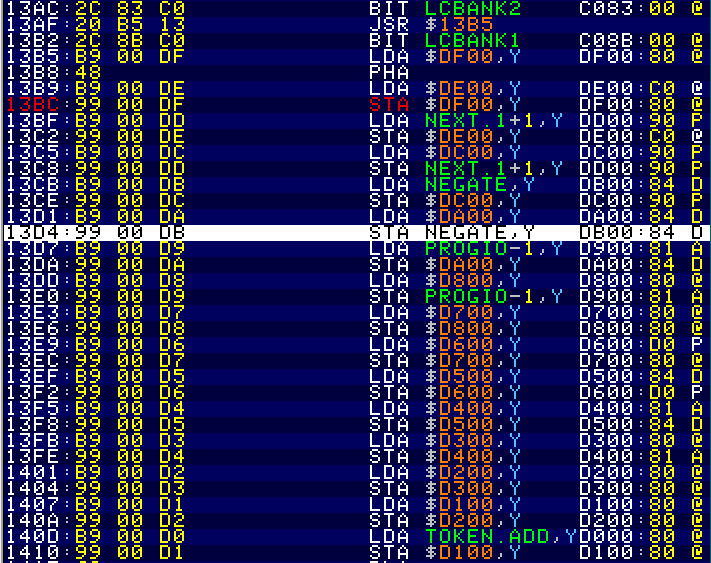 13AC:2C 83 C0 BIT LCBANK2 C083:00 @
13AF:20 B5 13 JSR $13B5
13B2:2C 8B C0 BIT LCBANK1 C08B:00 @
13B5:B9 00 DF LDA $DF00,Y DF00:80 @
13B8:48 PHA
13B9:B9 00 DE LDA $DE00,Y DE00:C0 @
13BC:99 00 DF STA $DF00,Y DF00:80 @
13BF:B9 00 DD LDA NEXT.1+1,Y DD00:90 P
13C2:99 00 DE STA $DE00,Y DE00:C0 @
13C5:B9 00 DC LDA $DC00,Y DC00:90 P
13C8:99 00 DD STA NEXT.1+1,Y DD00:90 P
13CB:B9 00 DB LDA NEGATE,Y DB00:84 D
13CE:99 00 DC STA $DC00,Y DC00:90 P
13D1:B9 00 DA LDA $DA00,Y DA00:84 D
13D4:99 00 DB STA NEGATE,Y DB00:84 D
13D7:B9 00 D9 LDA PROGIO-1,Y D900:81 A
13DA:99 00 DA STA $DA00,Y DA00:84 D
13DD:B9 00 D8 LDA $D800,Y D800:80 @
13E0:99 00 D9 STA PROGIO-1,Y D900:81 A
13E3:B9 00 D7 LDA $D700,Y D700:80 @
13E6:99 00 D8 STA $D800,Y D800:80 @
13E9:B9 00 D6 LDA $D600,Y D600:D0 P
13EC:99 00 D7 STA $D700,Y D700:80 @
13EF:B9 00 D5 LDA $D500,Y D500:84 D
13F2:99 00 D6 STA $D600,Y D600:D0 P
13F5:B9 00 D4 LDA $D400,Y D400:81 A
13F8:99 00 D5 STA $D500,Y D500:84 D
13FB:B9 00 D3 LDA $D300,Y D300:80 @
13FE:99 00 D4 STA $D400,Y D400:81 A
1401:B9 00 D2 LDA $D200,Y D200:80 @
1404:99 00 D3 STA $D300,Y D300:80 @
1407:B9 00 D1 LDA $D100,Y D100:80 @
140A:99 00 D2 STA $D200,Y D200:80 @
140D:B9 00 D0 LDA TOKEN.ADD,Y D000:80 @
1410:99 00 D1 STA $D100,Y D100:80 @